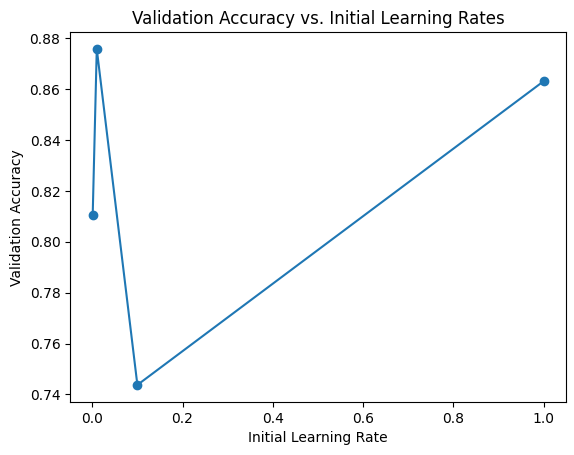 Validation Accuracy vs. Initial Learning Rates
0.88
0.86
0.84
0.82
0.80
0.78
0.76
0.74
Validation Accuracy
0.0 0.2 0.4 0.6 0.8 1.0
Initial Learning Rate